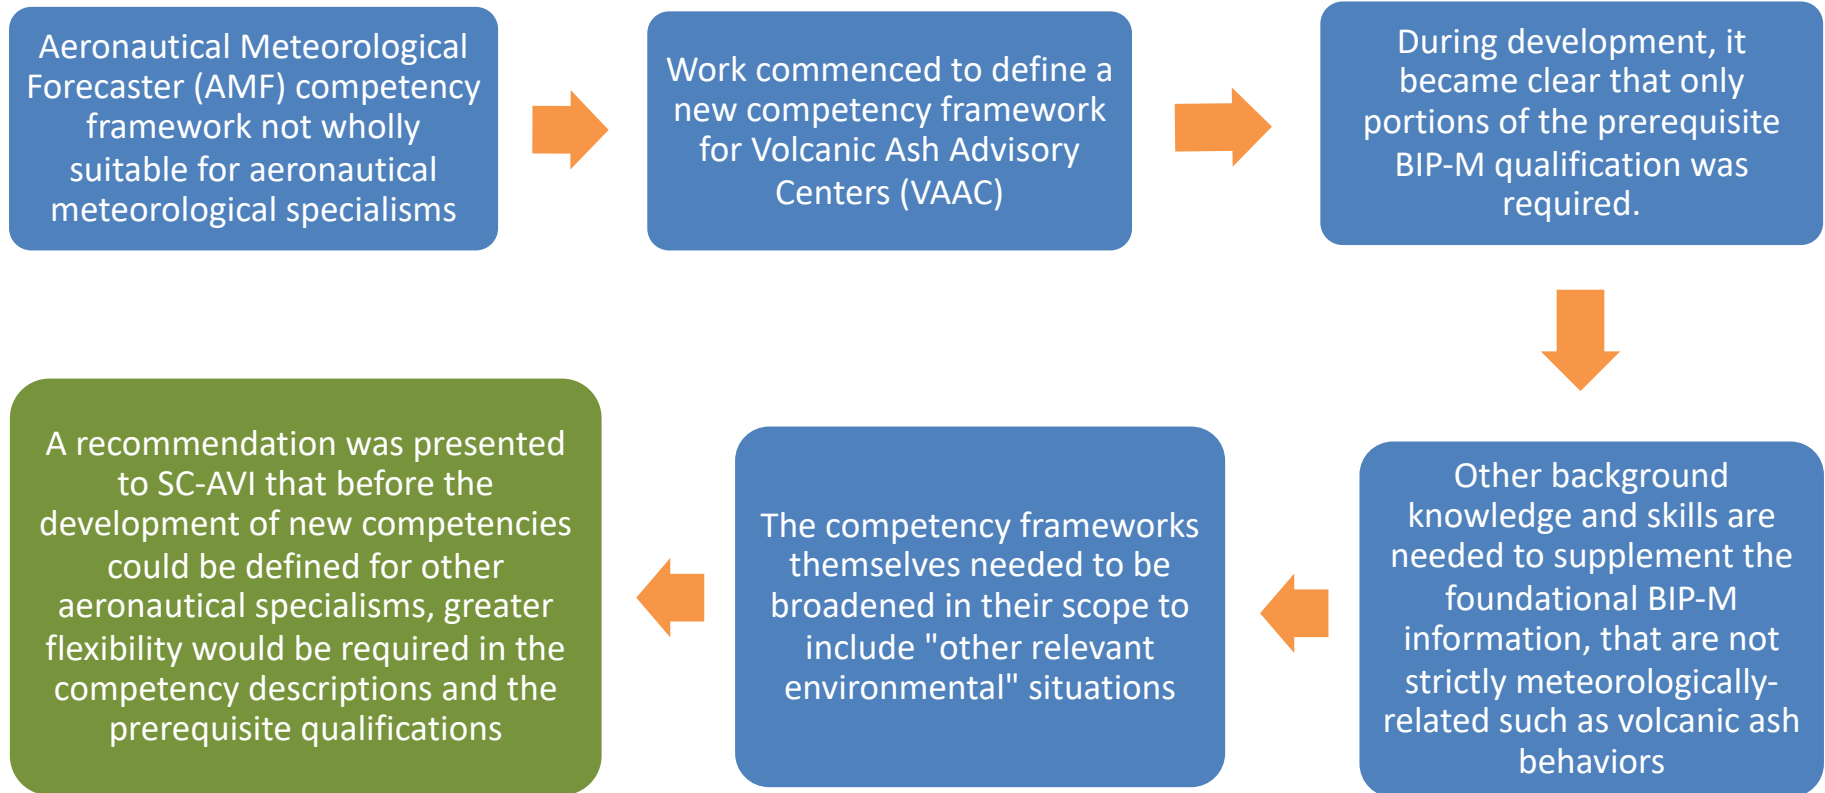 Aeronautical Meteorological
Forecaster (AMF) competency
framework not wholly
suitable for aeronautical
meteorological specialisms
Work commenced to define a
new competency framework
for Volcanic Ash Advisory
Centers (VAAC)
During development, it
became clear that only
portions of the prerequisite
BIP-M qualification was
required.
Other background
knowledge and skills are
needed to supplement the
foundational BIP-M
information, that are not
strictly meteorologically-
related such as volcanic ash
behaviors
The competency frameworks
themselves needed to be
broadened in their scope to
include "other relevant
environmental" situations
A recommendation was presented
to SC-AVI that before the
development of new competencies
could be defined for other
aeronautical specialisms, greater
flexibility would be required in the
competency descriptions and the
prerequisite qualifications